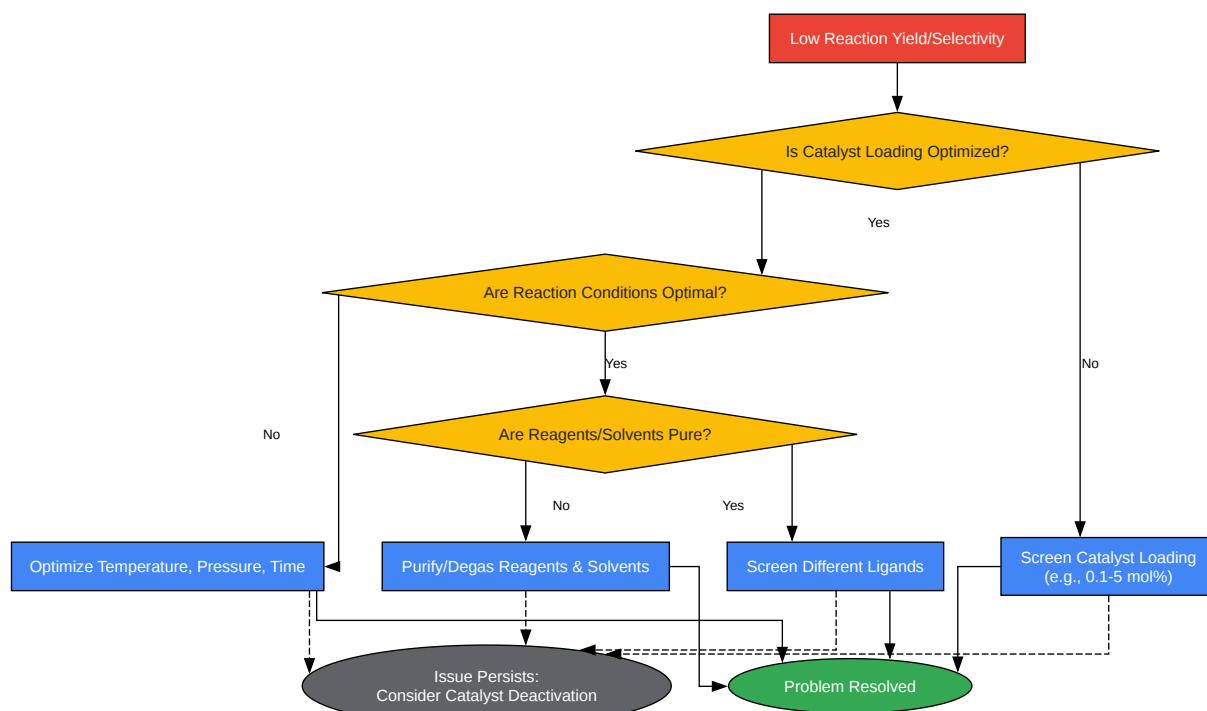 Low Reaction Yield/Selectivity
Is Catalyst Loading Optimized?
Yes
Are Reaction Conditions Optimal?
Yes
No
No
Are Reagents/Solvents Pure?
No
Yes
Optimize Temperature, Pressure, Time
Purify/Degas Reagents & Solvents
Screen Different Ligands
Screen Catalyst Loading
(e.g., 0.1-5 mol%)
Issue Persists:
Consider Catalyst Deactivation
Problem Resolved